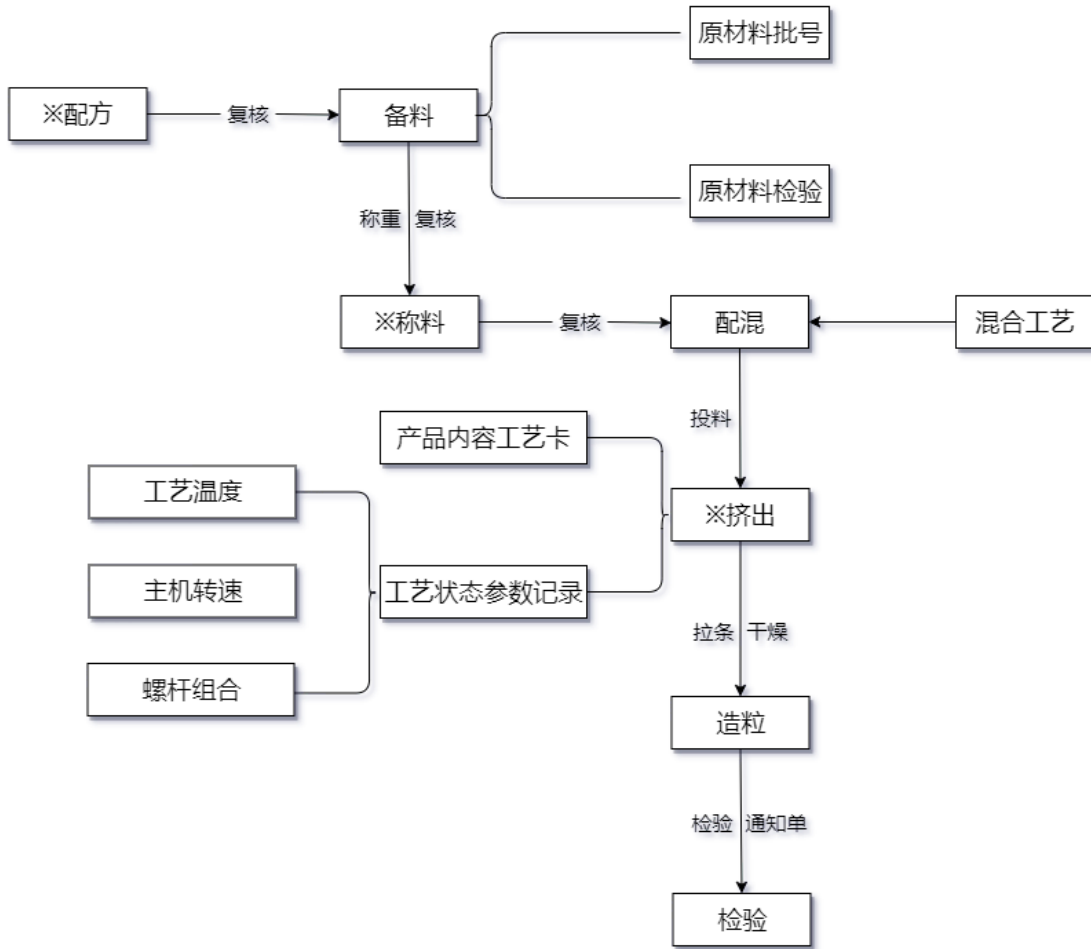 原材料批号
※配方
复核
备料
原材料检验
称重 复核
※称料
复核
配混
混合工艺
投料
产品内容工艺卡
工艺温度
※挤出
主机转速
工艺状态参数记录
拉条 干燥
螺杆组合
造粒
检验 通知单
检验